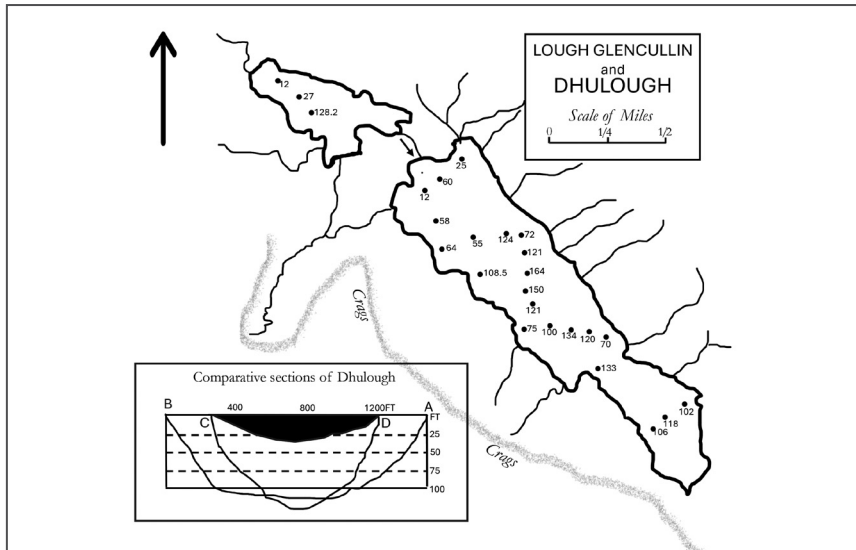 LOUGH GLENCULLIN
and
DHULOUGH
Scale of Miles
0 1/4 1/2
12
27
128.2
25
60
12
58
55
124
72
64
121
108.5
164
150
121
75
100
134
120
70
133
102
118
106
Crags
Crags
Comparative sections of Dhulough
B C 400 800 1200FT D A
FT
25
50
75
100